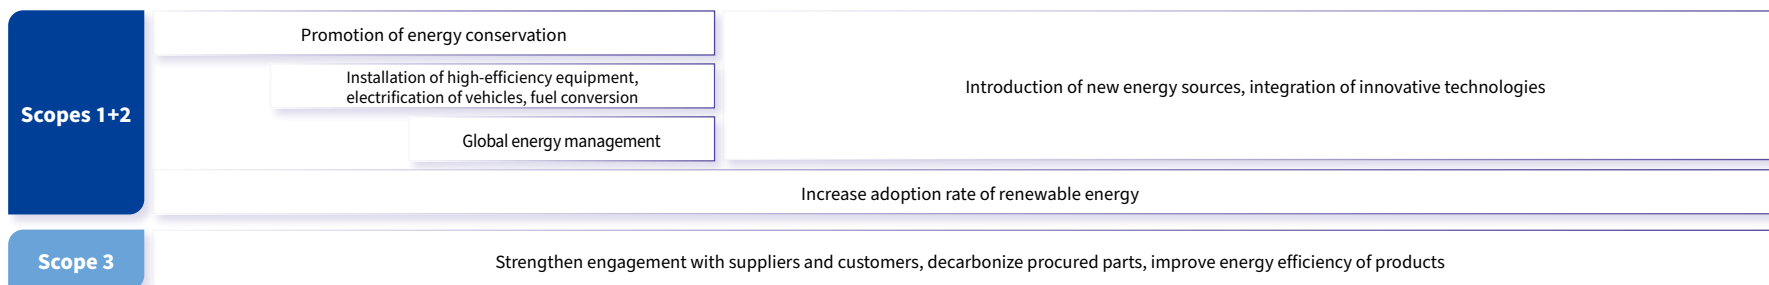 Scopes 1+2
Promotion of energy conservation
Installation of high-efficiency equipment,
electrification of vehicles, fuel conversion
Global energy management
Introduction of new energy sources, integration of innovative technologies
Increase adoption rate of renewable energy
Scope 3
Strengthen engagement with suppliers and customers, decarbonize procured parts, improve energy efficiency of products